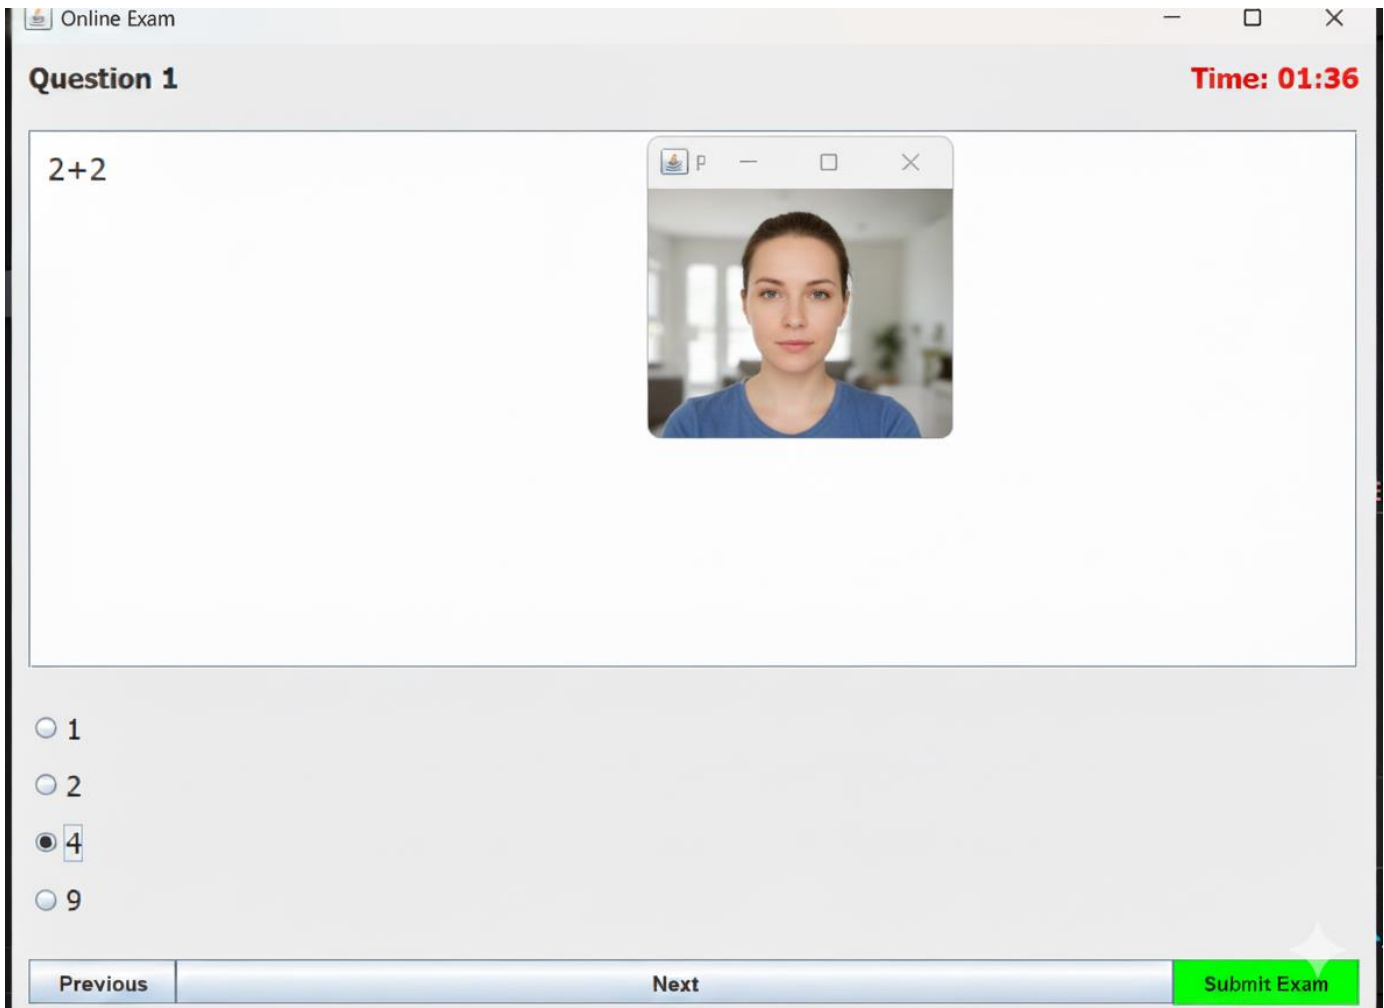 Online Exam
Question 1
Time: 01:36
2+2
P
1
2
4
9
Previous
Next
Submit Exam